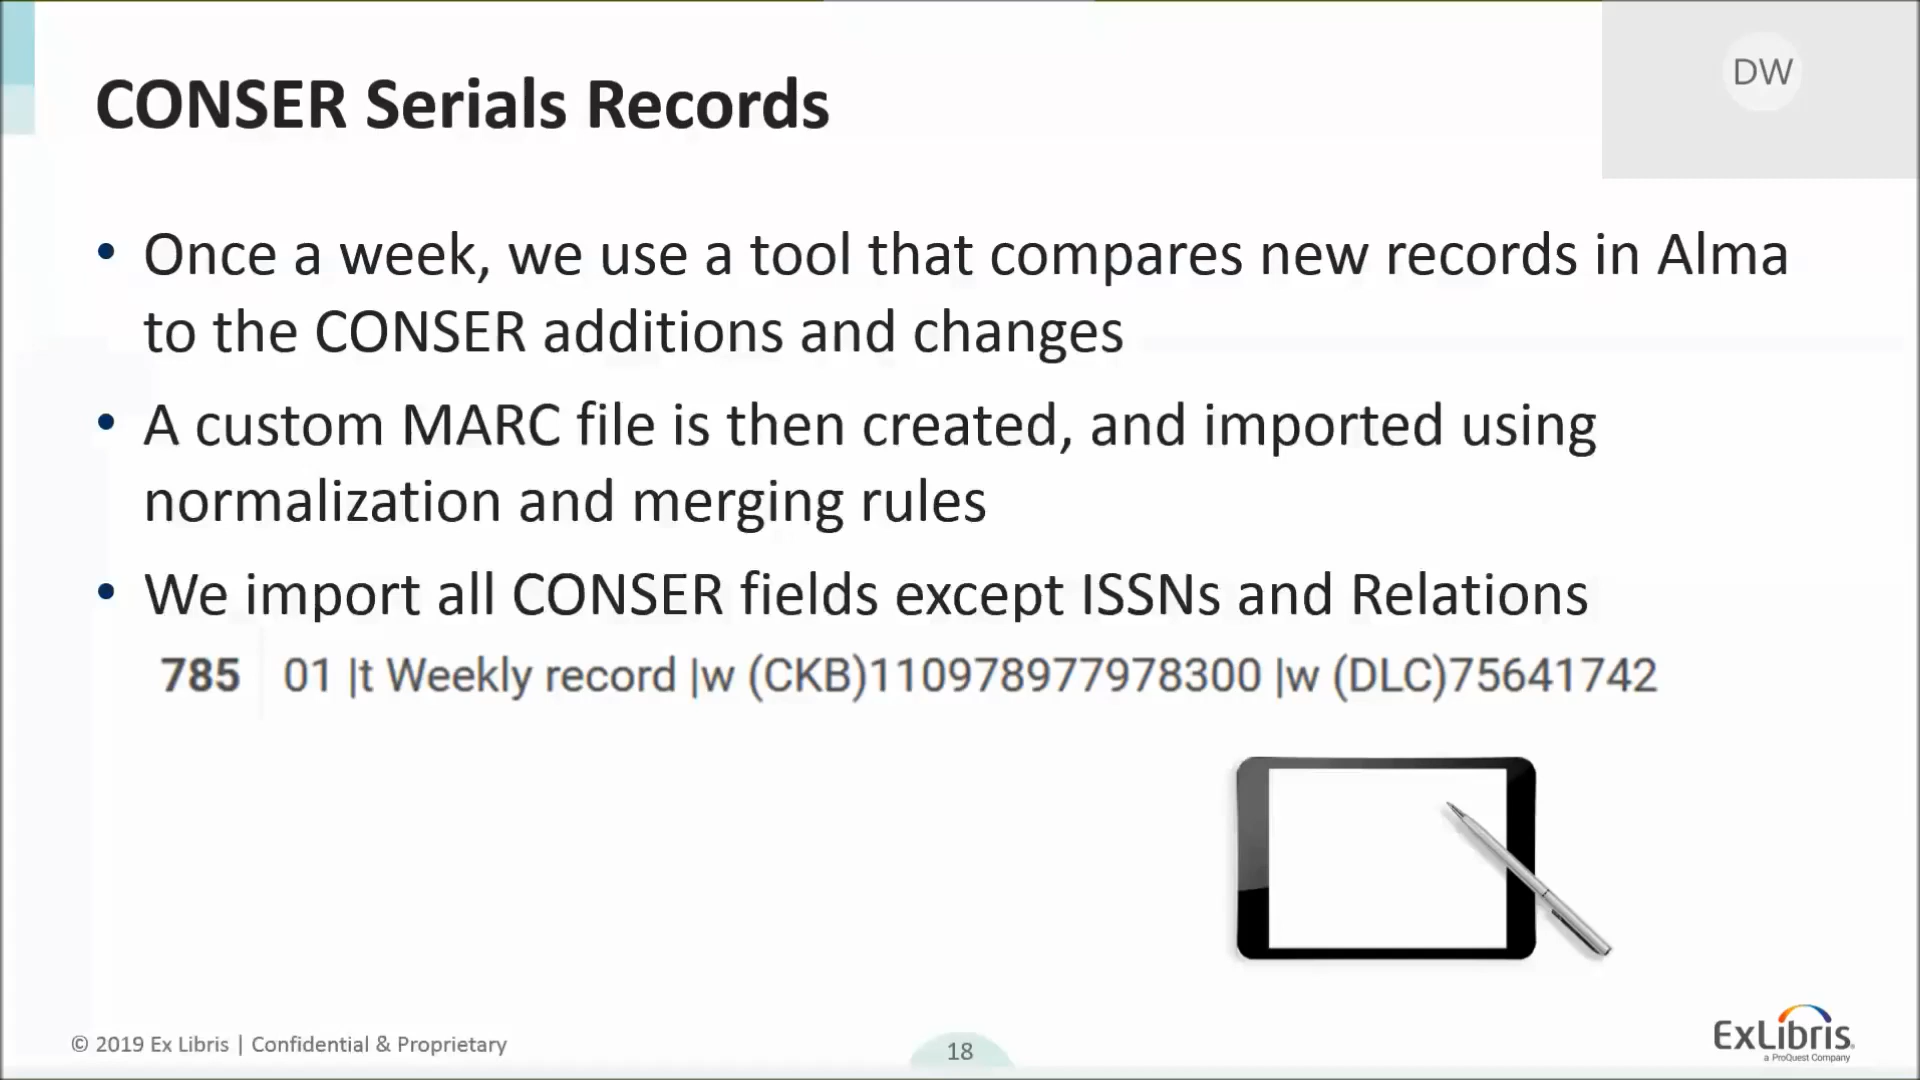 DW
CONSER Serials Records
• Once a week, we use a tool that compares new records in Alma
to the CONSER additions and changes
• A custom MARC file is then created, and imported using
normalization and merging rules
• We import all CONSER fields except ISSNs and Relations
785 01 |t Weekly record |w (CKB)110978977978300 |w (DLC)75641742
© 2019 Ex Libris | Confidential & Proprietary
18
ExLibris
a ProQuest Company